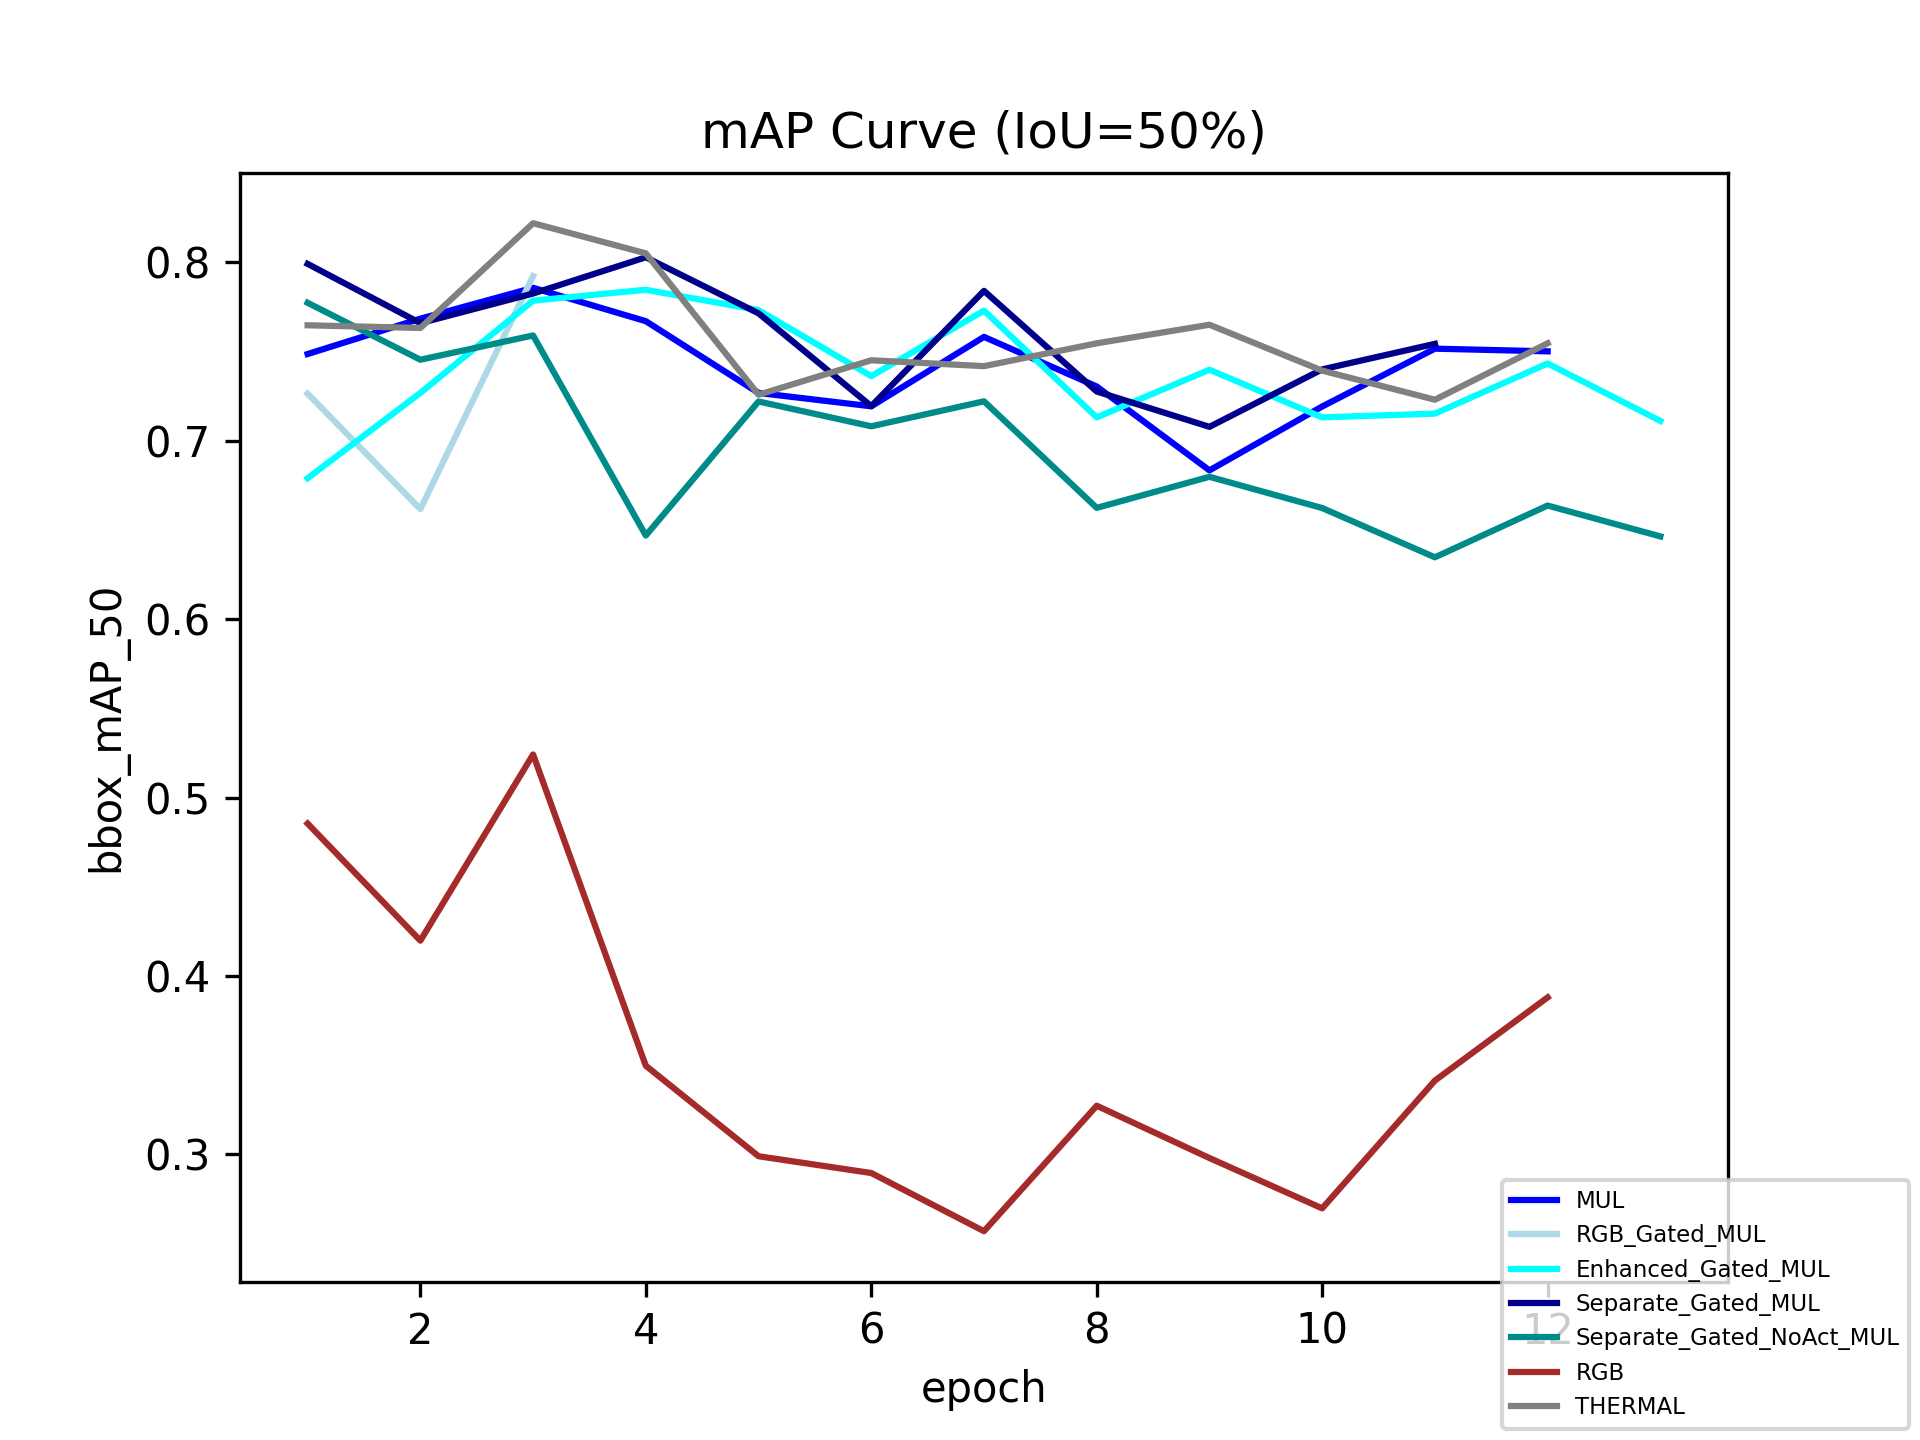 mAP Curve (IoU=50%)
bbox_mAP_50
0.8
0.7
0.6
0.5
0.4
0.3
2
4
6
8
10
12
epoch
MUL
RGB_Gated_MUL
Enhanced_Gated_MUL
Separate_Gated_MUL
Separate_Gated_NoAct_MUL
RGB
THERMAL